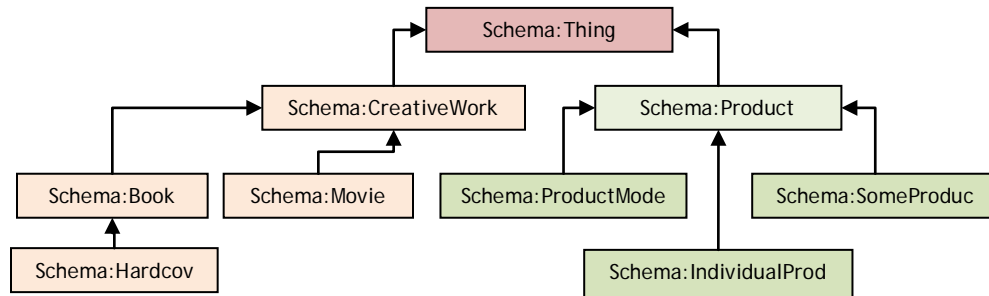 Schema:Thing
Schema:CreativeWork
Schema:Product
Schema:Book
Schema:Movie
Schema:ProductMode
Schema:SomeProduc
Schema:Hardcov
Schema:IndividualProd